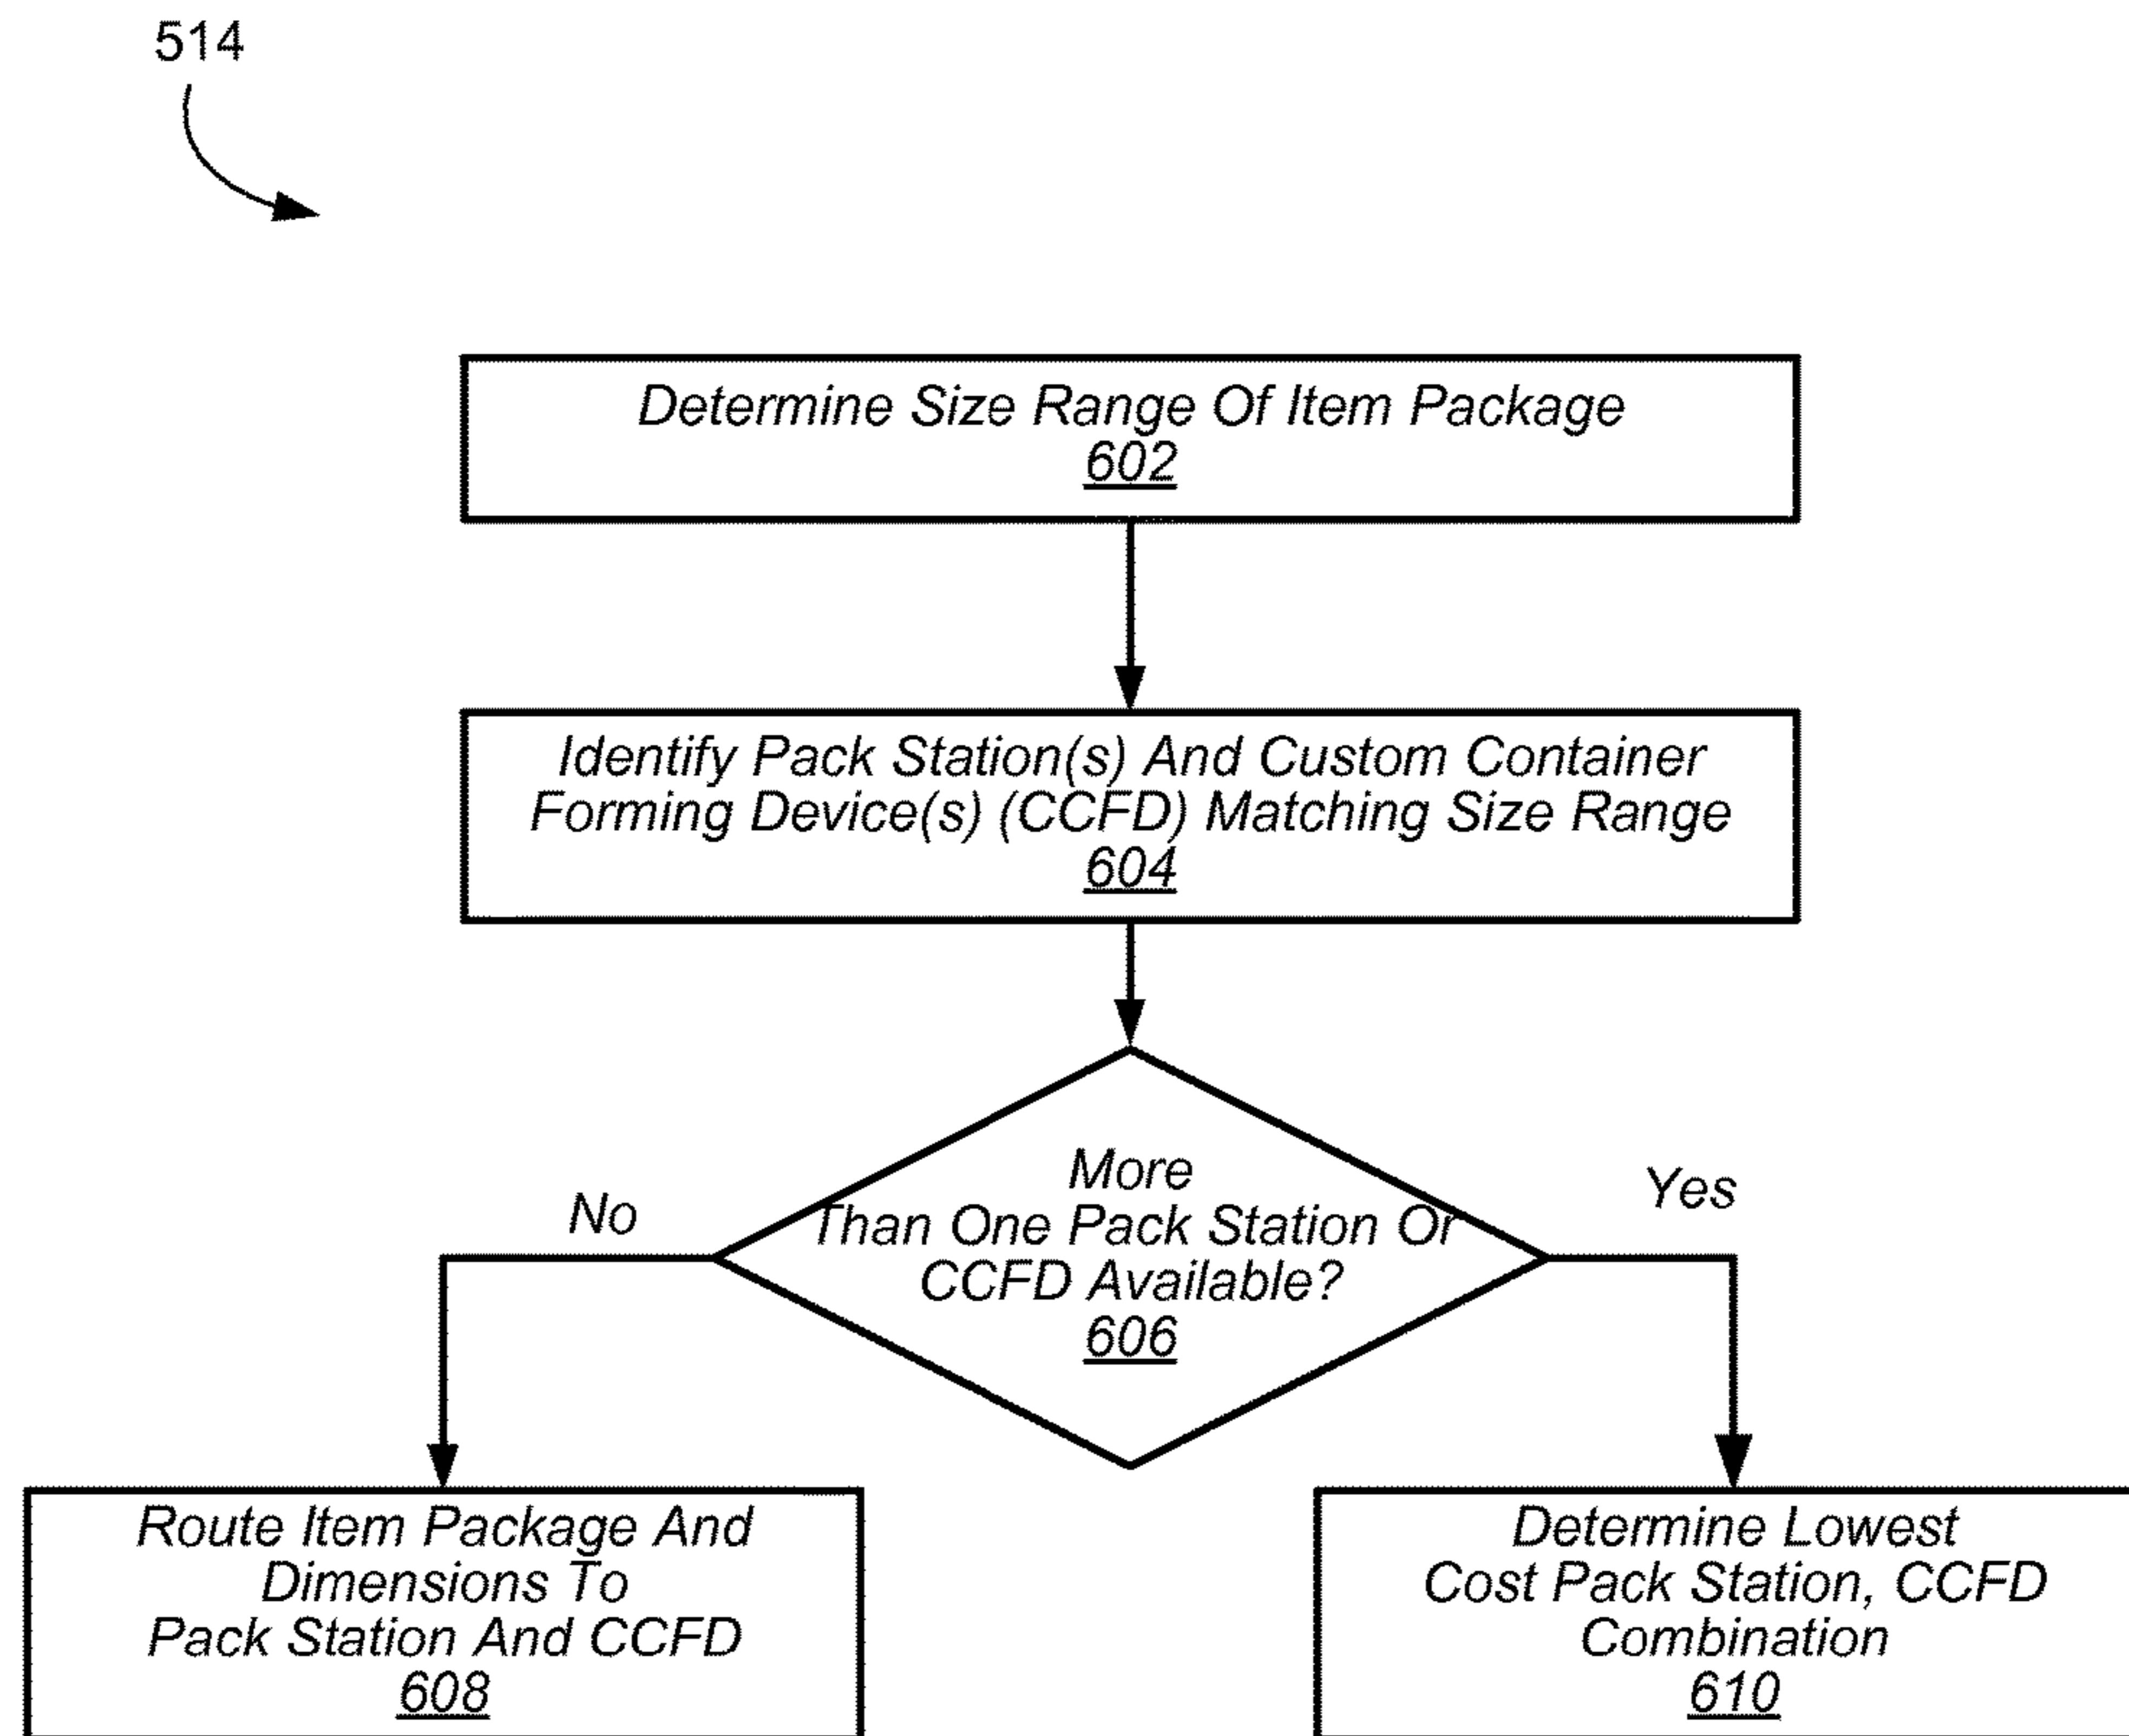 514
Determine Size Range Of Item Package
602
Identify Pack Station(s) And Custom Container
Forming Device(s) (CCFD) Matching Size Range
604
More
Than One Pack Station Or
CCFD Available?
606
No
Yes
Route Item Package And
Dimensions To
Pack Station And CCFD
608
Determine Lowest
Cost Pack Station, CCFD
Combination
610